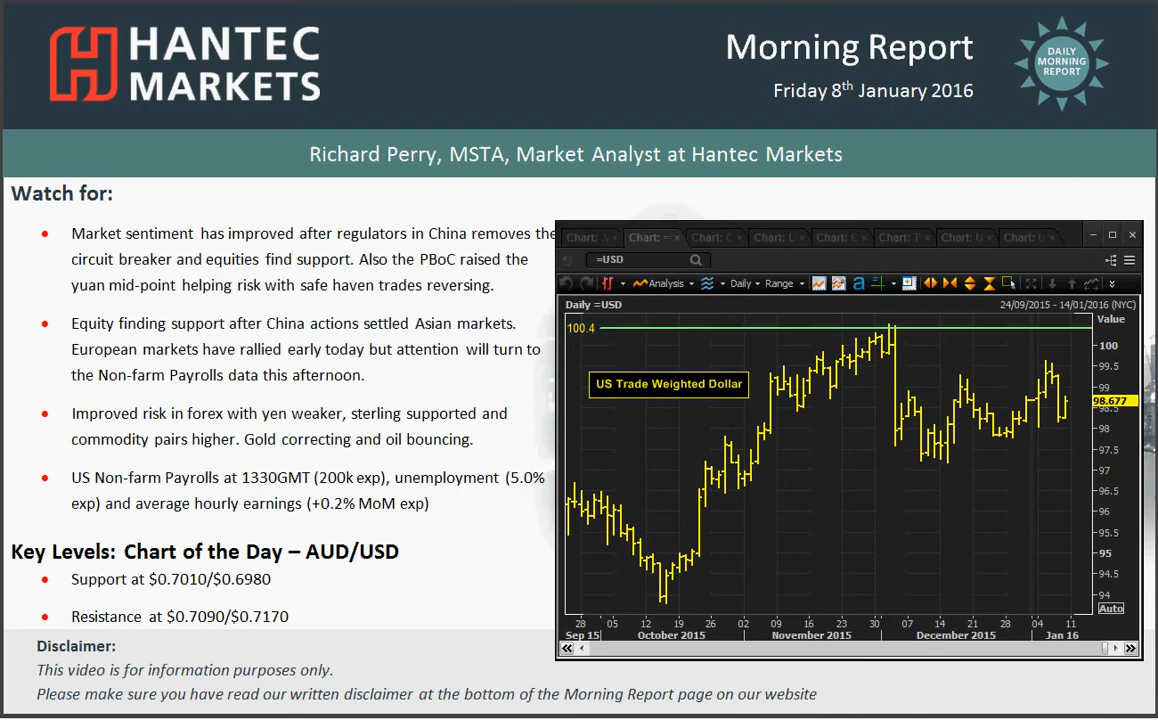 HANTEC
MARKETS
Morning Report
Friday 8th January 2016
DAILY
MORNING
REPORT
Richard Perry, MSTA, Market Analyst at Hantec Markets
Watch for:
Market sentiment has improved after regulators in China removes the
circuit breaker and equities find support. Also the PBoC raised the
yuan mid-point helping risk with safe haven trades reversing.
Equity finding support after China actions settled Asian markets.
European markets have rallied early today but attention will turn to
the Non-farm Payrolls data this afternoon.
Improved risk in forex with yen weaker, sterling supported and
commodity pairs higher. Gold correcting and oil bouncing.
US Non-farm Payrolls at 1330GMT (200k exp), unemployment (5.0%
exp) and average hourly earnings (+0.2% MoM exp)
Key Levels: Chart of the Day – AUD/USD
Support at $0.7010/$0.6980
Resistance at $0.7090/$0.7170
Chart: Chart: = Chart: Chart: Chart: Chart: Chart: Chart:
=USD
Analysis Daily Range
Daily =USD
24/09/2015 - 14/01/2016 (NYC)
Value
100.4
100
99.5
US Trade Weighted Dollar
99
98.677
98.5
98
97.5
97
96.5
96
95.5
95
94.5
94
Auto
28 05 12 19 26 02 09 16 23 30 07 14 21 28 04 11
Sep 15 October 2015 November 2015 December 2015 Jan 16
Disclaimer:
This video is for information purposes only.
Please make sure you have read our written disclaimer at the bottom of the Morning Report page on our website